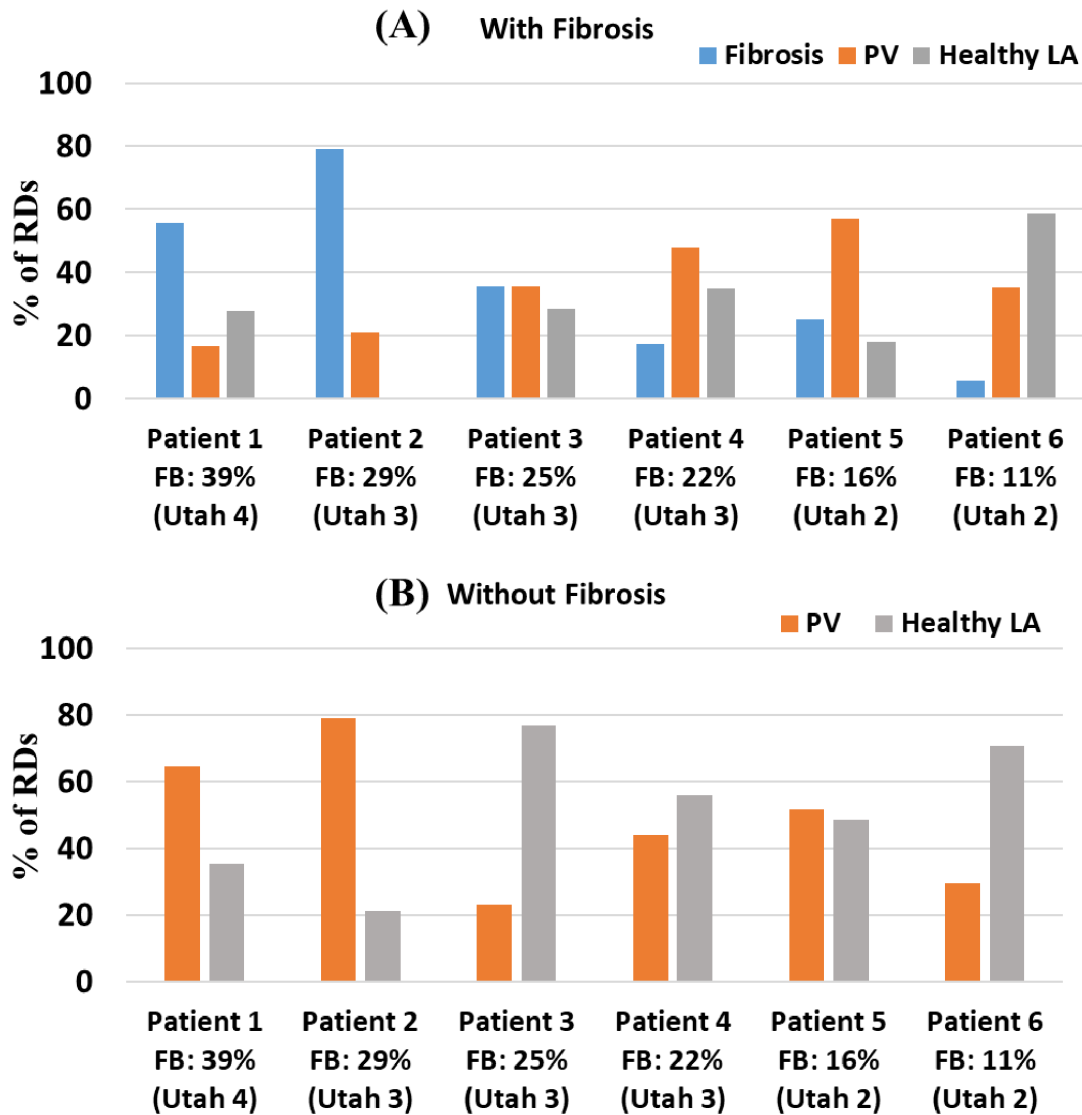 (A) With Fibrosis
Fibrosis PV Healthy LA
% of RDs
100
80
60
40
20
0
Patient 1 Patient 2 Patient 3 Patient 4 Patient 5 Patient 6
FB: 39% FB: 29% FB: 25% FB: 22% FB: 16% FB: 11%
(Utah 4) (Utah 3) (Utah 3) (Utah 3) (Utah 2) (Utah 2)
(B) Without Fibrosis
PV Healthy LA
% of RDs
100
80
60
40
20
0
Patient 1 Patient 2 Patient 3 Patient 4 Patient 5 Patient 6
FB: 39% FB: 29% FB: 25% FB: 22% FB: 16% FB: 11%
(Utah 4) (Utah 3) (Utah 3) (Utah 3) (Utah 2) (Utah 2)